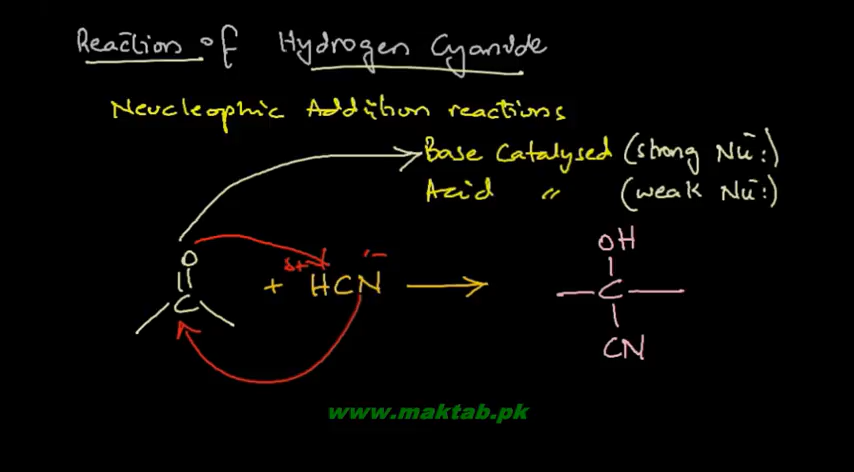 Reaction of Hydrogen Cyanide
Neucleophic Addition reactions
Base Catalysed (strong Nu:⁻)
Acid " (weak Nu:⁻)
OH
O
δ+ ⁻
+ HCN
C
C
CN
www.maktab.pk